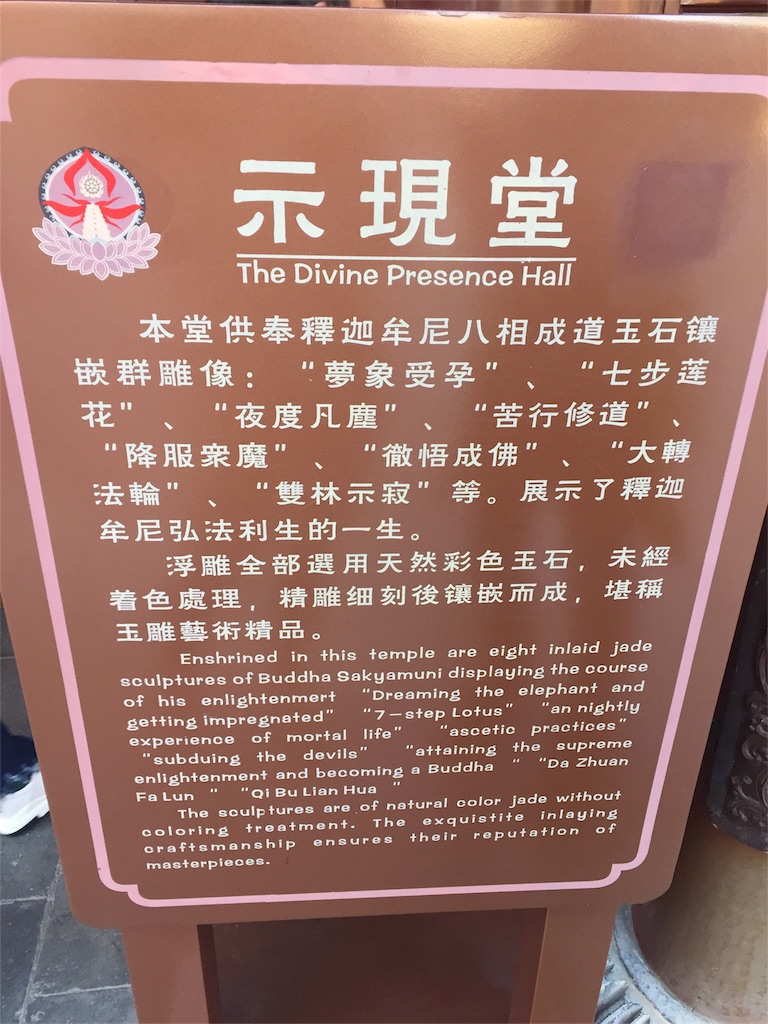 示現堂
The Divine Presence Hall
本堂供奉釋迦牟尼八相成道玉石镶
嵌群雕像：“夢象受孕”、“七步莲
花”、“夜度凡塵”、“苦行修道”、
“降服衆魔”、“徹悟成佛”、“大轉
法輪”、“雙林示寂”等。展示了釋迦
牟尼弘法利生的一生。
浮雕全部選用天然彩色玉石，未經
着色處理，精雕细刻後镶嵌而成，堪稱
玉雕藝術精品。
Enshrined in this temple are eight inlaid jade
sculptures of Buddha Sakyamuni displaying the course
of his enlightenmert “Dreaming the elephant and
getting impregnated” “7—step Lotus” “an nightly
experience of mortal life” “ascetic practices”
“subduing the devils” “attaining the supreme
enlightenment and becoming a Buddha ” “Da Zhuan
Fa Lun “ “Qi Bu Lian Hua ”
The sculptures are of natural color jade without
coloring treatment. The exquistite inlaying
craftsmanship ensures their reputation of
masterpieces.